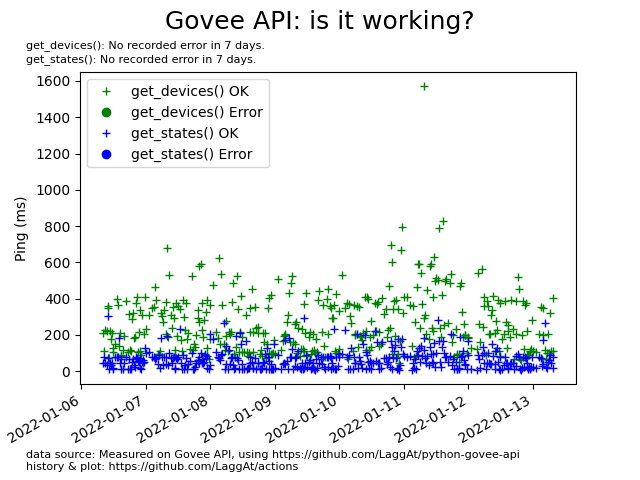 Govee API: is it working?
get_devices(): No recorded error in 7 days.
get_states(): No recorded error in 7 days.
get_devices() OK
get_devices() Error
get_states() OK
get_states() Error
Ping (ms)
1600
1400
1200
1000
800
600
400
200
0
2022-01-06
2022-01-07
2022-01-08
2022-01-09
2022-01-10
2022-01-11
2022-01-12
2022-01-13
data source: Measured on Govee API, using https://github.com/LaggAt/python-govee-api
history & plot: https://github.com/LaggAt/actions